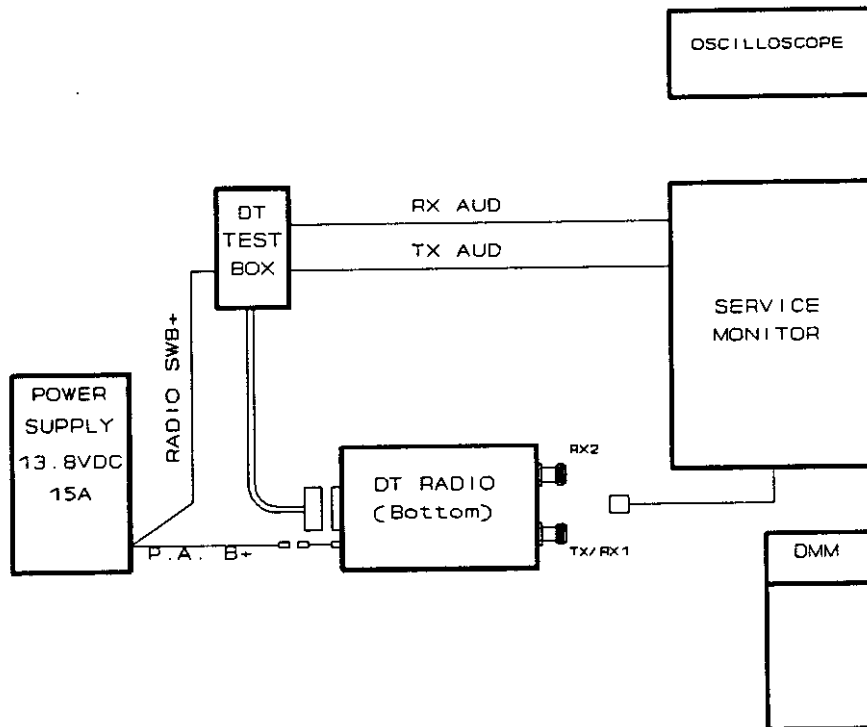 OSCILLOSCOPE
DT
TEST
BOX
RX AUD
TX AUD
SERVICE
MONITOR
RADIO SWB+
POWER
SUPPLY
13.8VDC
15A
P.A. B+
DT RADIO
(Bottom)
RX2
TX/RX1
DMM